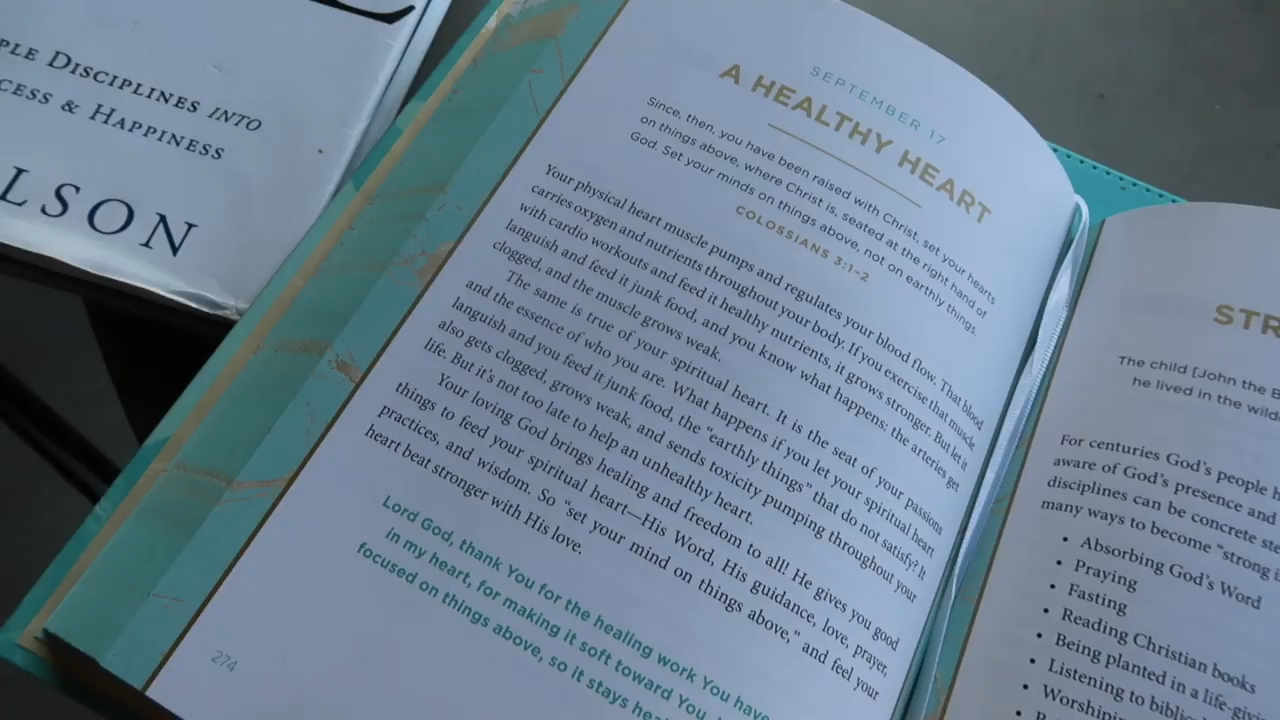 PLE DISCIPLINES INTO
CESS & HAPPINESS
LSON
SEPTEMBER 17
A HEALTHY HEART
Since, then, you have been raised with Christ, set your hearts
on things above, where Christ is, seated at the right hand of
God. Set your minds on things above, not on earthly things.
COLOSSIANS 3:1–2
Your physical heart muscle pumps and regulates your blood flow. That blood
carries oxygen and nutrients throughout your body. If you exercise that muscle
with cardio workouts and feed it healthy nutrients, it grows stronger. But let it
languish and feed it junk food, and you know what happens: the arteries get
clogged, and the muscle grows weak.
The same is true of your spiritual heart. It is the seat of your passions
and the essence of who you are. What happens if you let your spiritual heart
languish and you feed it junk food, the “earthly things” that do not satisfy? It
also gets clogged, grows weak, and sends toxicity pumping throughout your
life. But it’s not too late to help an unhealthy heart.
Your loving God brings healing and freedom to all! He gives you good
things to feed your spiritual heart—His Word, His guidance, love, prayer,
practices, and wisdom. So “set your mind on things above,” and feel your
heart beat stronger with His love.
Lord God, thank You for the healing work You have
in my heart, for making it soft toward You.
focused on things above, so it stays
274
STR
The child [John the B
he lived in the wild
For centuries God’s people h
aware of God’s presence and
disciplines can be concrete ste
many ways to become “strong i
• Absorbing God’s Word
• Praying
• Fasting
• Reading Christian books
• Being planted in a life-givi
• Listening to biblic
• Worshipin